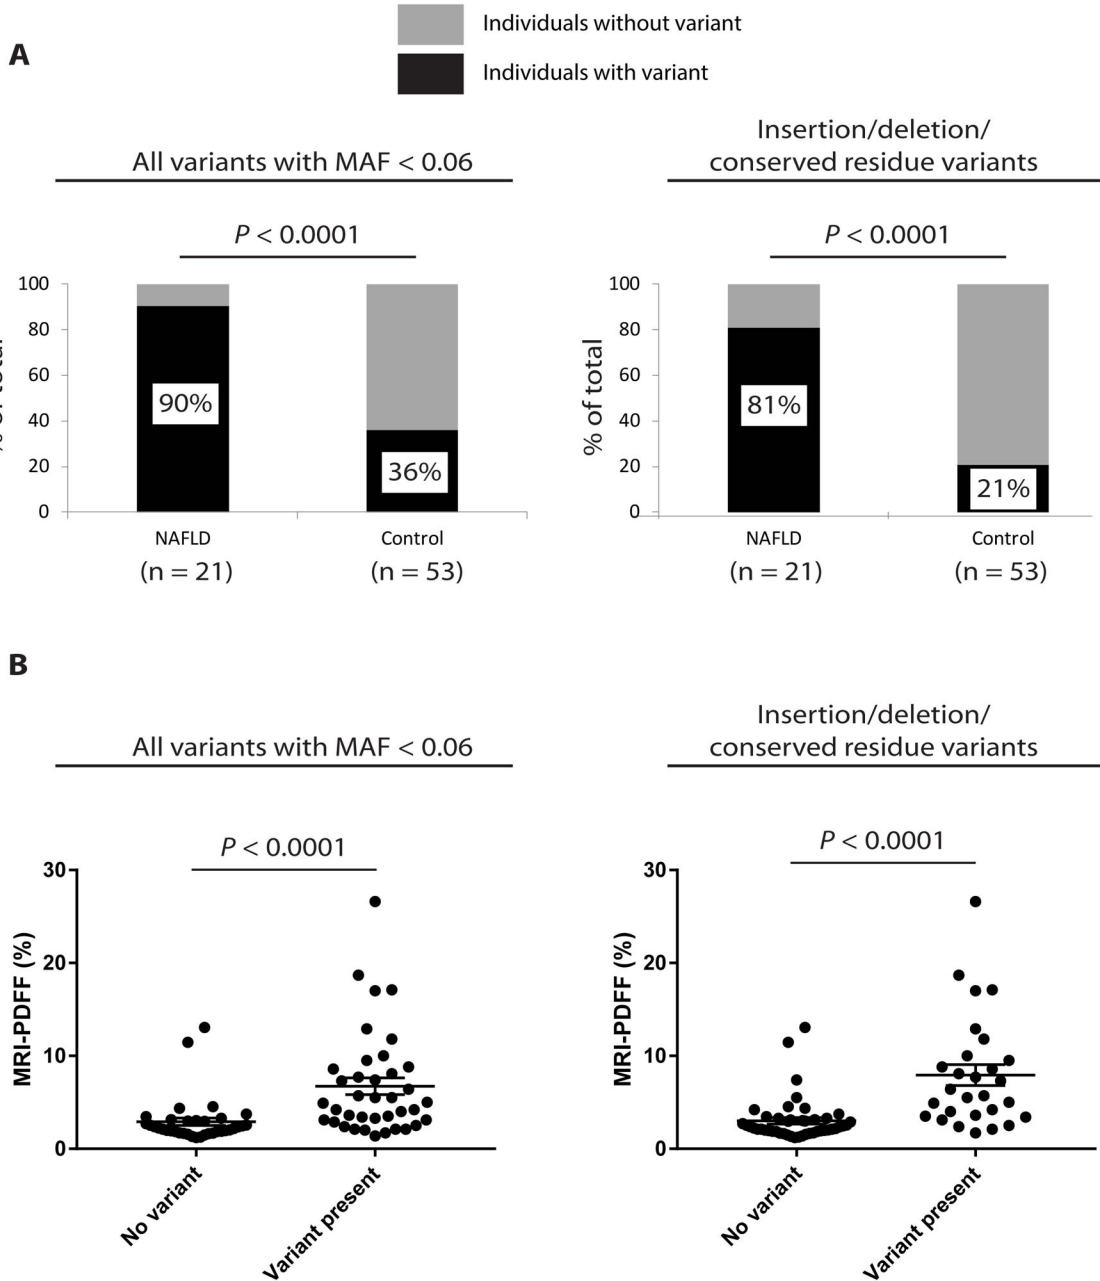 Individuals without variant
A
Individuals with variant
All variants with MAF < 0.06
Insertion/deletion/
conserved residue variants
P < 0.0001
100
80
60
40
20
0
90%
36%
NAFLD
Control
(n = 21)
(n = 53)
P < 0.0001
% of total
100
80
60
40
20
0
81%
21%
NAFLD
Control
(n = 21)
(n = 53)
B
All variants with MAF < 0.06
Insertion/deletion/
conserved residue variants
P < 0.0001
MRI-PDFF (%)
30
20
10
0
No variant
Variant present
P < 0.0001
MRI-PDFF (%)
30
20
10
0
No variant
Variant present